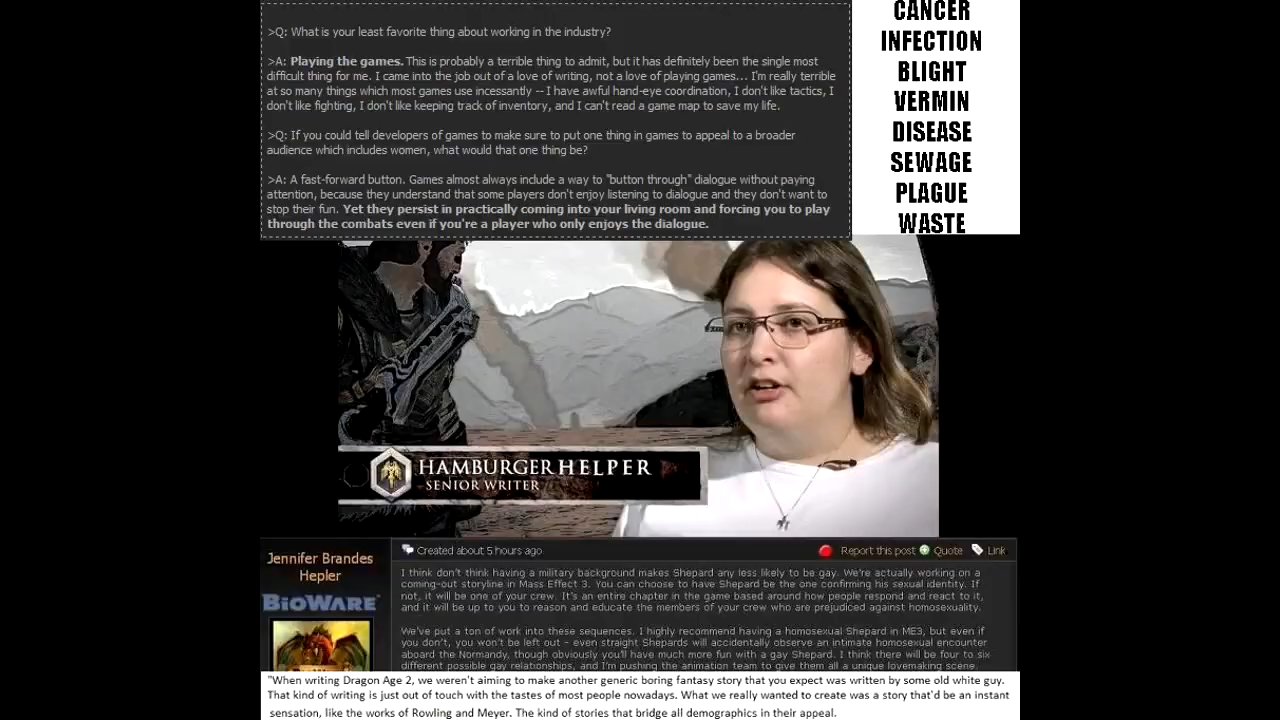 >Q: What is your least favorite thing about working in the industry?
>A: Playing the games. This is probably a terrible thing to admit, but it has definitely been the single most
difficult thing for me. I came into the job out of a love of writing, not a love of playing games... I'm really terrible
at so many things which most games use incessantly -- I have awful hand-eye coordination, I don't like tactics, I
don't like fighting, I don't like keeping track of inventory, and I can't read a game map to save my life.
>Q: If you could tell developers of games to make sure to put one thing in games to appeal to a broader
audience which includes women, what would that one thing be?
>A: A fast-forward button. Games almost always include a way to "button through" dialogue without paying
attention, because they understand that some players don't enjoy listening to dialogue and they don't want to
stop their fun. Yet they persist in practically coming into your living room and forcing you to play
through the combats even if you're a player who only enjoys the dialogue.
CANCER
INFECTION
BLIGHT
VERMIN
DISEASE
SEWAGE
PLAGUE
WASTE
HAMBURGER HELPER
SENIOR WRITER
Jennifer Brandes
Hepler
BIOWARE
Created about 5 hours ago
Report this post Quote Link
I think don't think having a military background makes Shepard any less likely to be gay. We're actually working on a
coming-out storyline in Mass Effect 3. You can choose to have Shepard be the one confirming his sexual identity. If
not, it will be one of your crew. It's an entire chapter in the game based around how people respond and react to it,
and it will be up to you to reason and educate the members of your crew who are prejudiced against homosexuality.
We've put a ton of work into these sequences. I highly recommend having a homosexual Shepard in ME3, but even if
you don't, you won't be left out - even straight Shepards will accidentally observe an intimate homosexual encounter
aboard the Normandy, though obviously you'll have much more fun with a gay Shepard. I think there will be four to six
different possible gay relationships, and I'm pushing the animation team to give them all a unique lovemaking scene.
"When writing Dragon Age 2, we weren't aiming to make another generic boring fantasy story that you expect was written by some old white guy.
That kind of writing is just out of touch with the tastes of most people nowadays. What we really wanted to create was a story that'd be an instant
sensation, like the works of Rowling and Meyer. The kind of stories that bridge all demographics in their appeal.